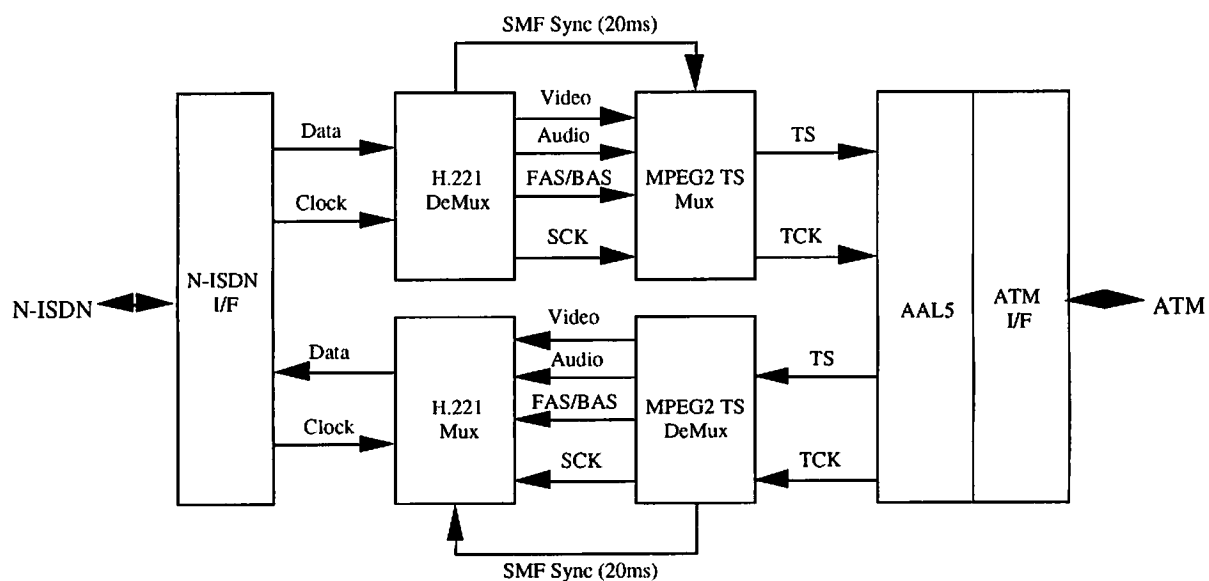 SMF Sync (20ms)
Video
Data
Audio
TS
H.221
DeMux
FAS/BAS
MPEG2 TS
Mux
Clock
SCK
TCK
N-ISDN
N-ISDN
I/F
AAL5
ATM
I/F
ATM
Video
Data
Audio
TS
H.221
Mux
FAS/BAS
MPEG2 TS
DeMux
Clock
SCK
TCK
SMF Sync (20ms)